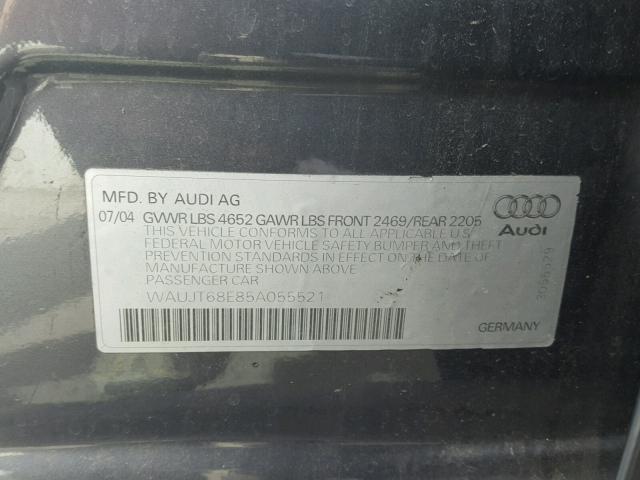 MFD. BY AUDI AG
07/04 GVWR LBS 4652 GAWR LBS FRONT 2469/REAR 2205
THIS VEHICLE CONFORMS TO ALL APPLICABLE U.S.
FEDERAL MOTOR VEHICLE SAFETY BUMPER AND THEFT
PREVENTION STANDARDS IN EFFECT ON THE DATE OF
MANUFACTURE SHOWN ABOVE
PASSENGER CAR
WAUJT68E85A055521
Audi
GERMANY